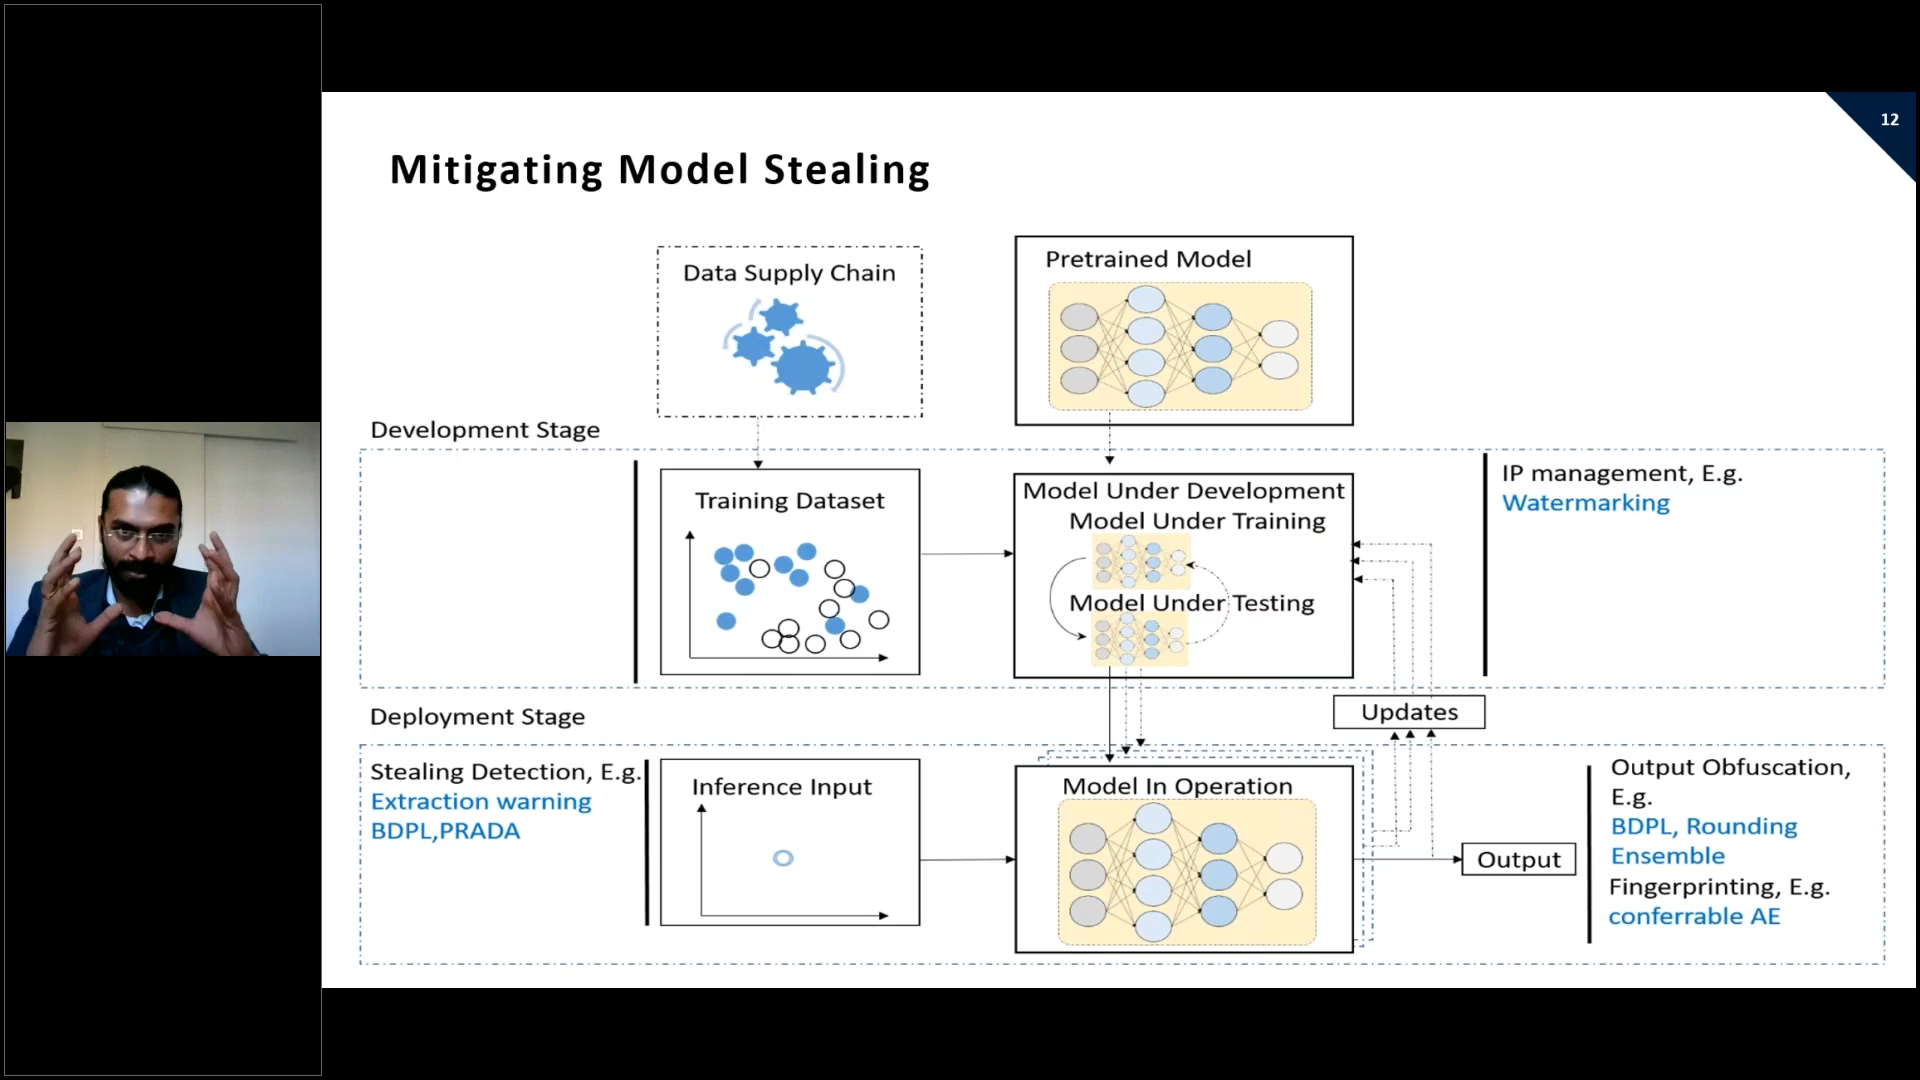 12
Mitigating Model Stealing
Data Supply Chain
Pretrained Model
Development Stage
Training Dataset
Model Under Development
Model Under Training
Model Under Testing
IP management, E.g.
Watermarking
Deployment Stage
Updates
Stealing Detection, E.g.
Extraction warning
BDPL,PRADA
Inference Input
Model In Operation
Output
Output Obfuscation,
E.g.
BDPL, Rounding
Ensemble
Fingerprinting, E.g.
conferrable AE